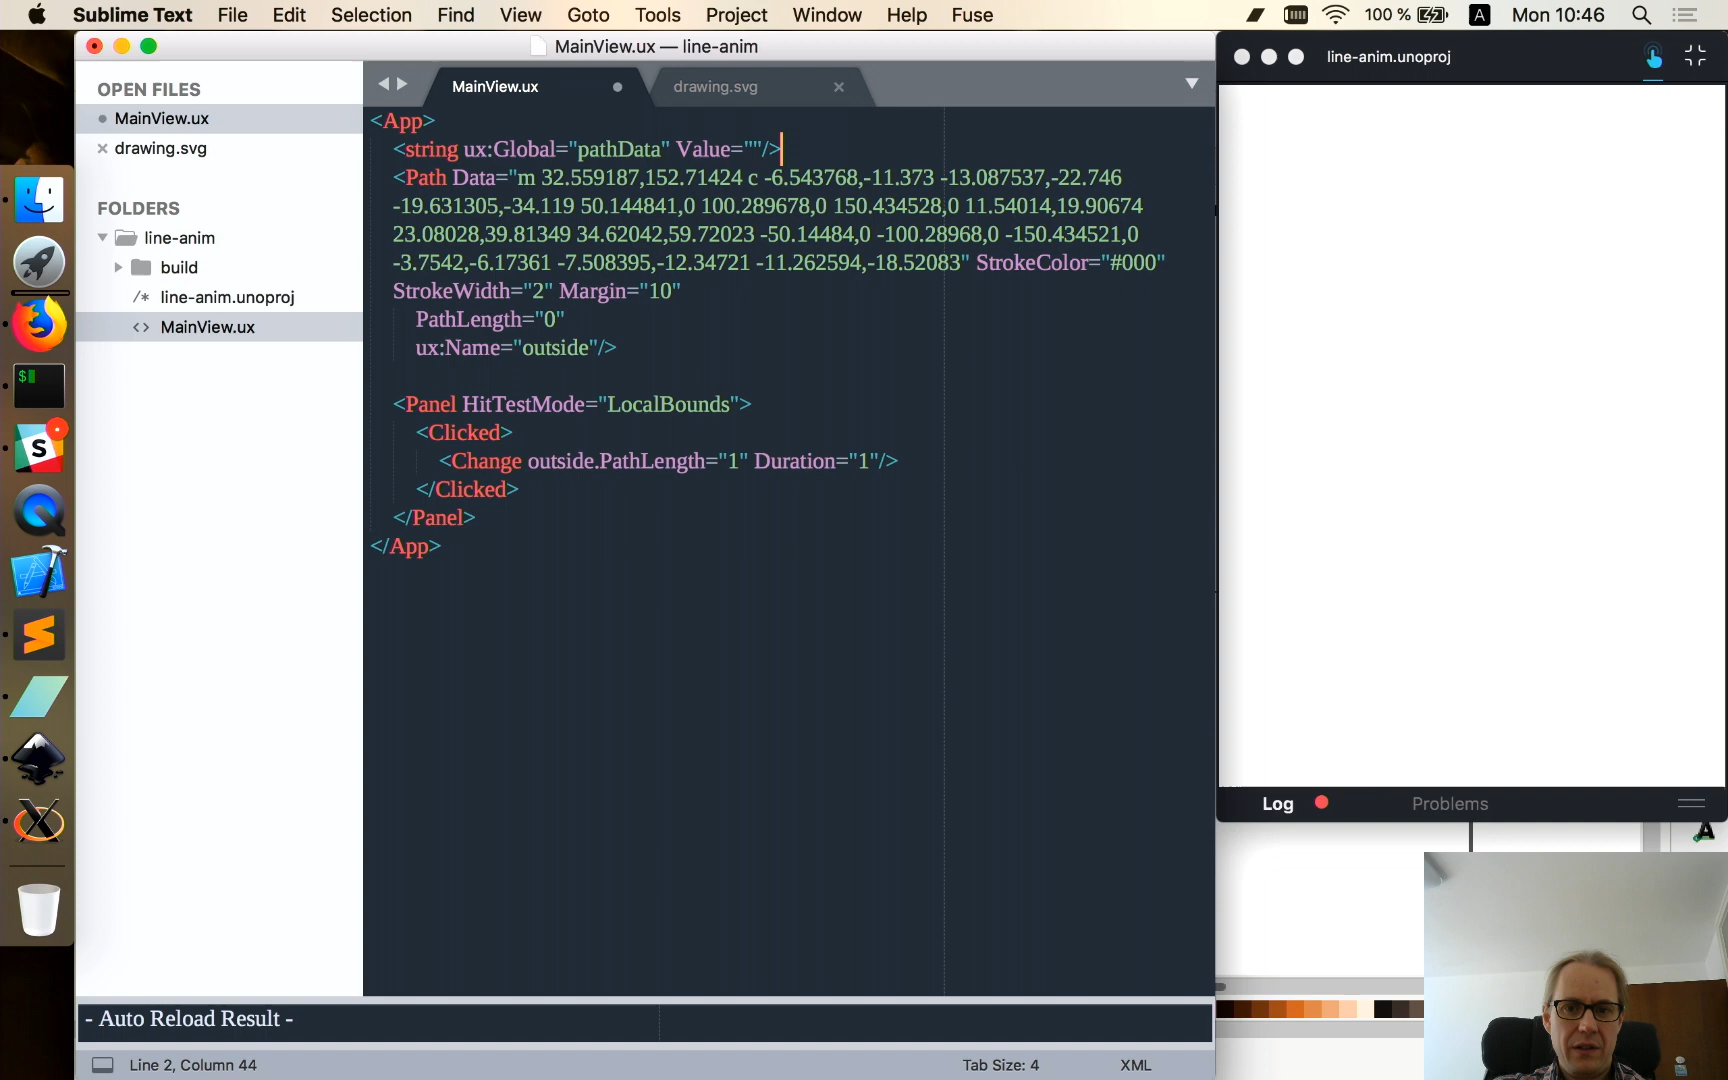 Sublime Text File Edit Selection Find View Goto Tools Project Window Help Fuse 100 % A Mon 10:46
MainView.ux — line-anim
line-anim.unoproj
OPEN FILES
MainView.ux
drawing.svg
FOLDERS
line-anim
build
/* line-anim.unoproj
<> MainView.ux
MainView.ux
drawing.svg
<App>
<string ux:Global="pathData" Value=""/>
<Path Data="m 32.559187,152.71424 c -6.543768,-11.373 -13.087537,-22.746
-19.631305,-34.119 50.144841,0 100.289678,0 150.434528,0 11.54014,19.90674
23.08028,39.81349 34.62042,59.72023 -50.14484,0 -100.28968,0 -150.434521,0
-3.7542,-6.17361 -7.508395,-12.34721 -11.262594,-18.52083" StrokeColor="#000"
StrokeWidth="2" Margin="10"
PathLength="0"
ux:Name="outside"/>
<Panel HitTestMode="LocalBounds">
<Clicked>
<Change outside.PathLength="1" Duration="1"/>
</Clicked>
</Panel>
</App>
Log
Problems
- Auto Reload Result -
Line 2, Column 44
Tab Size: 4
XML
$
S
A